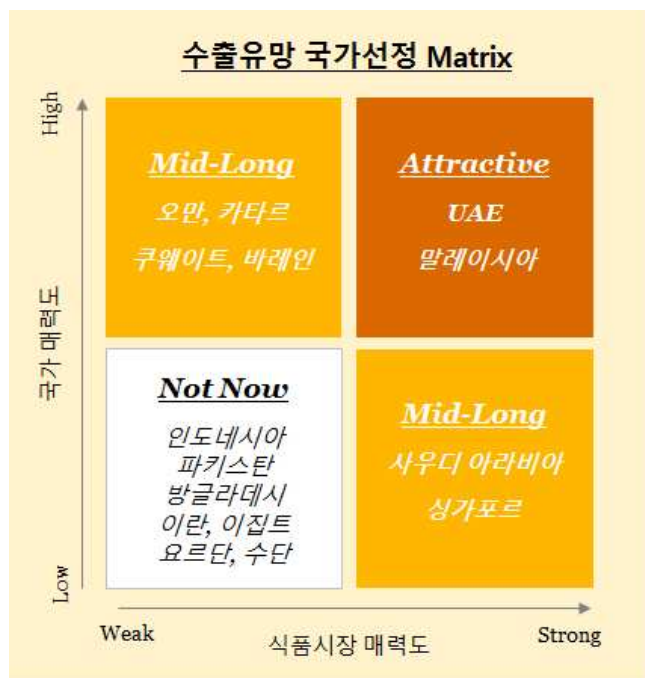 수출유망 국가선정 Matrix
High
국가 매력도
Low
Mid-Long
오만, 카타르
쿠웨이트, 바레인
Attractive
UAE
말레이시아
Not Now
인도네시아
파키스탄
방글라데시
이란, 이집트
요르단, 수단
Mid-Long
사우디 아라비아
싱가포르
Weak
식품시장 매력도
Strong